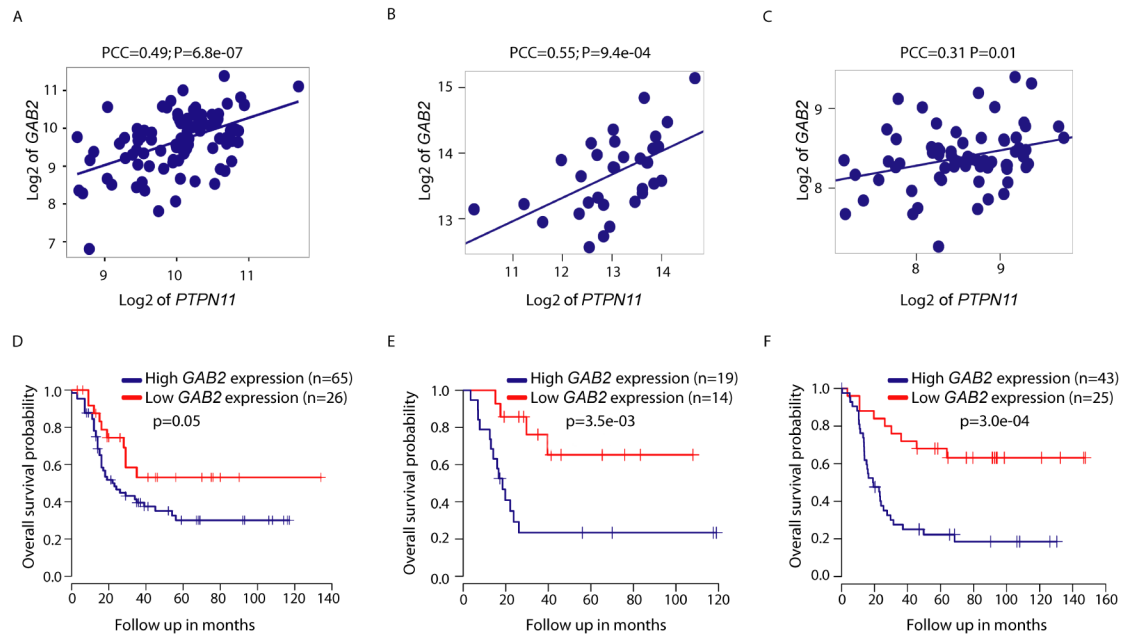 A
PCC=0.49; P=6.8e-07
Log2 of GAB2
11
10
9
8
7
9 10 11
Log2 of PTPN11
B
PCC=0.55; P=9.4e-04
Log2 of GAB2
15
14
13
11 12 13 14
Log2 of PTPN11
C
PCC=0.31 P=0.01
Log2 of GAB2
9
8
8 9
Log2 of PTPN11
D
High GAB2 expression (n=65)
Low GAB2 expression (n=26)
p=0.05
Overall survival probability
1.0
0.8
0.6
0.4
0.2
0.0
0 20 40 60 80 100 120 140
Follow up in months
E
High GAB2 expression (n=19)
Low GAB2 expression (n=14)
p=3.5e-03
Overall survival probability
1.0
0.8
0.6
0.4
0.2
0.0
0 20 40 60 80 100 120
Follow up in months
F
High GAB2 expression (n=43)
Low GAB2 expression (n=25)
p=3.0e-04
Overall survival probability
1.0
0.8
0.6
0.4
0.2
0.0
0 20 40 60 80 100 120 140 160
Follow up in months